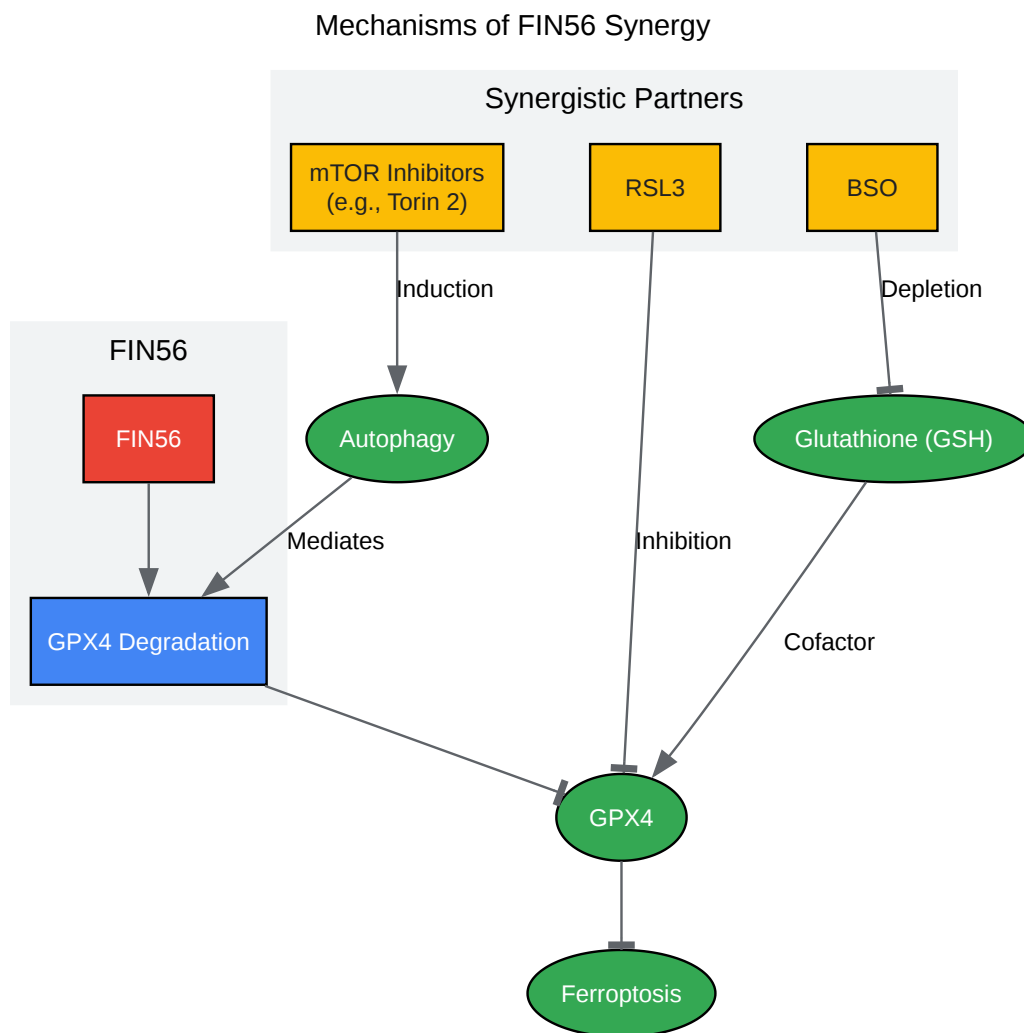 Mechanisms of FIN56 Synergy
Synergistic Partners
mTOR Inhibitors
(e.g., Torin 2)
RSL3
BSO
Induction
Depletion
FIN56
FIN56
Autophagy
Glutathione (GSH)
Mediates
Inhibition
GPX4 Degradation
Cofactor
GPX4
Ferroptosis